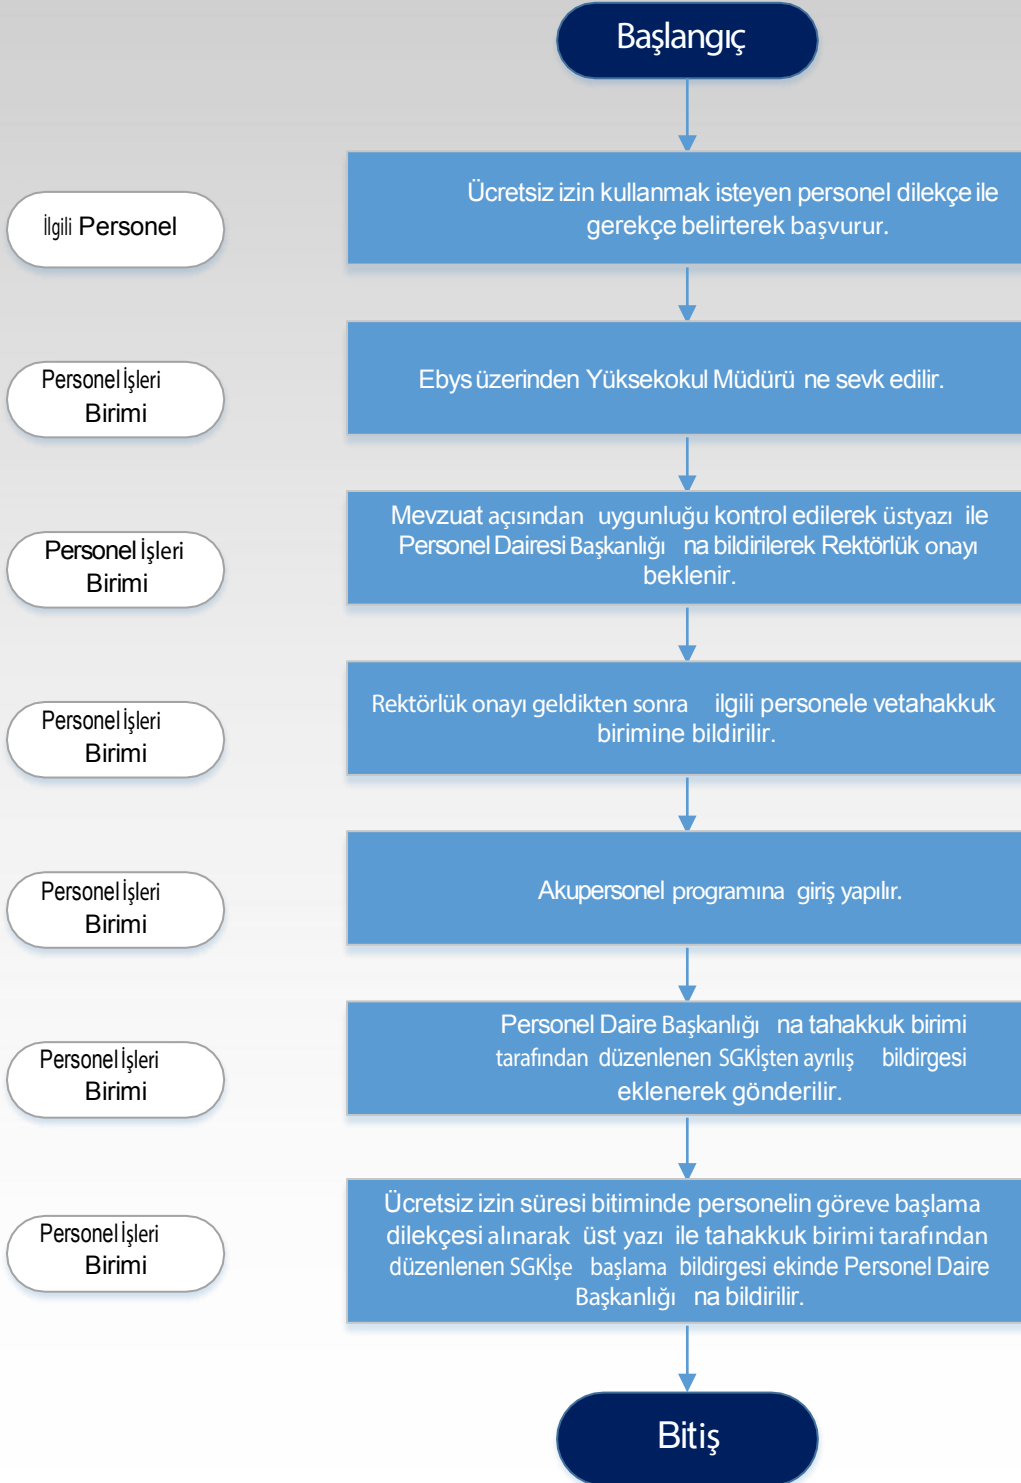 Başlangıç
İlgili Personel
Ücretsiz izin kullanmak isteyen personel dilekçe ile
gerekçe belirterek başvurur.
Personel İşleri
Birimi
Ebys üzerinden Yüksekokul Müdürü ne sevk edilir.
Personel İşleri
Birimi
Mevzuat açısından uygunluğu kontrol edilerek üstyazı ile
Personel Dairesi Başkanlığı na bildirilerek Rektörlük onayı
beklenir.
Personel İşleri
Birimi
Rektörlük onayı geldikten sonra ilgili personele vetahakkuk
birimine bildirilir.
Personel İşleri
Birimi
Akupersonel programına giriş yapılır.
Personel İşleri
Birimi
Personel Daire Başkanlığı na tahakkuk birimi
tarafından düzenlenen SGKİşten ayrılış bildirgesi
eklenerek gönderilir.
Personel İşleri
Birimi
Ücretsiz izin süresi bitiminde personelin göreve başlama
dilekçesi alınarak üst yazı ile tahakkuk birimi tarafından
düzenlenen SGKİşe başlama bildirgesi ekinde Personel Daire
Başkanlığı na bildirilir.
Bitiş